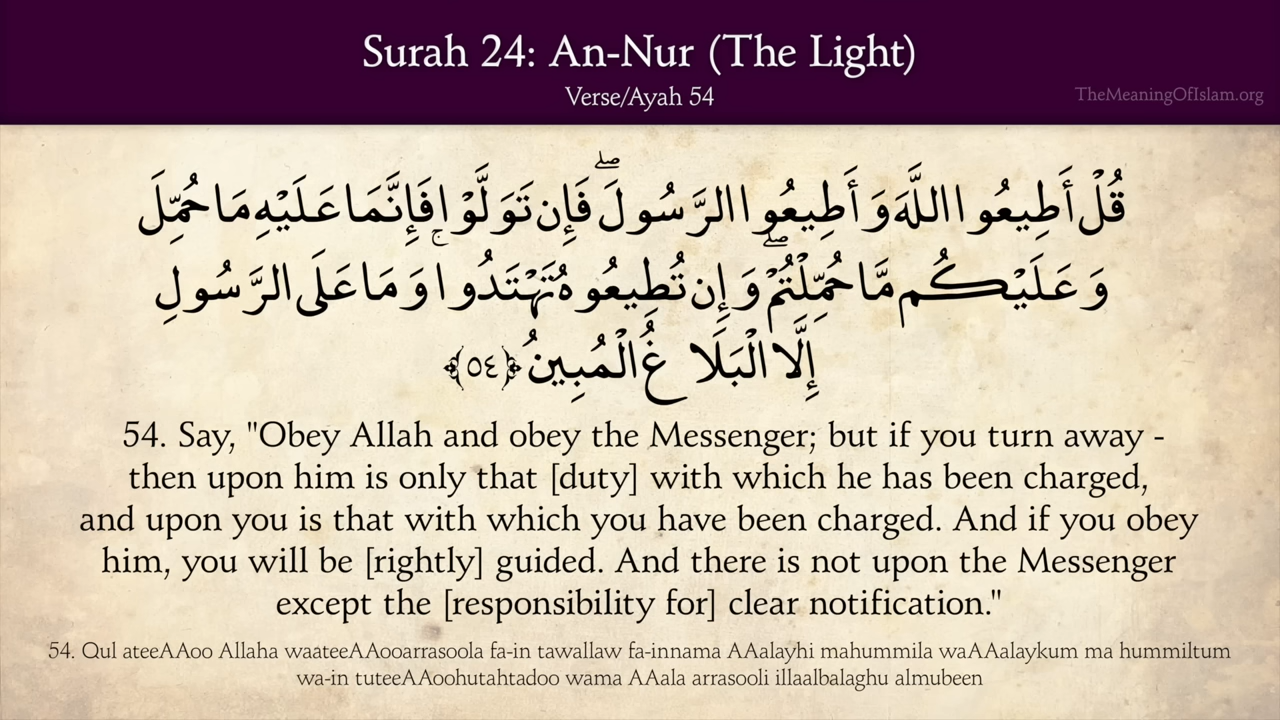 Surah 24: An-Nur (The Light)
Verse/Ayah 54
TheMeaningOfIslam.org
قُلْ أَطِيعُوا اللَّهَ وَأَطِيعُوا الرَّسُولَ ۖ فَإِن تَوَلَّوْا فَإِنَّمَا عَلَيْهِ مَا حُمِّلَ
وَعَلَيْكُم مَّا حُمِّلْتُمْ ۖ وَإِن تُطِيعُوهُ تَهْتَدُوا ۚ وَمَا عَلَى الرَّسُولِ
إِلَّا الْبَلَاغُ الْمُبِينُ ﴿٥٤﴾
54. Say, "Obey Allah and obey the Messenger; but if you turn away -
then upon him is only that [duty] with which he has been charged,
and upon you is that with which you have been charged. And if you obey
him, you will be [rightly] guided. And there is not upon the Messenger
except the [responsibility for] clear notification."
54. Qul ateeAAoo Allaha waateeAAooarrasoola fa-in tawallaw fa-innama AAalayhi mahummila waAAalaykum ma hummiltum
wa-in tuteeAAoohutahtadoo wama AAala arrasooli illaalbalaghu almubeen